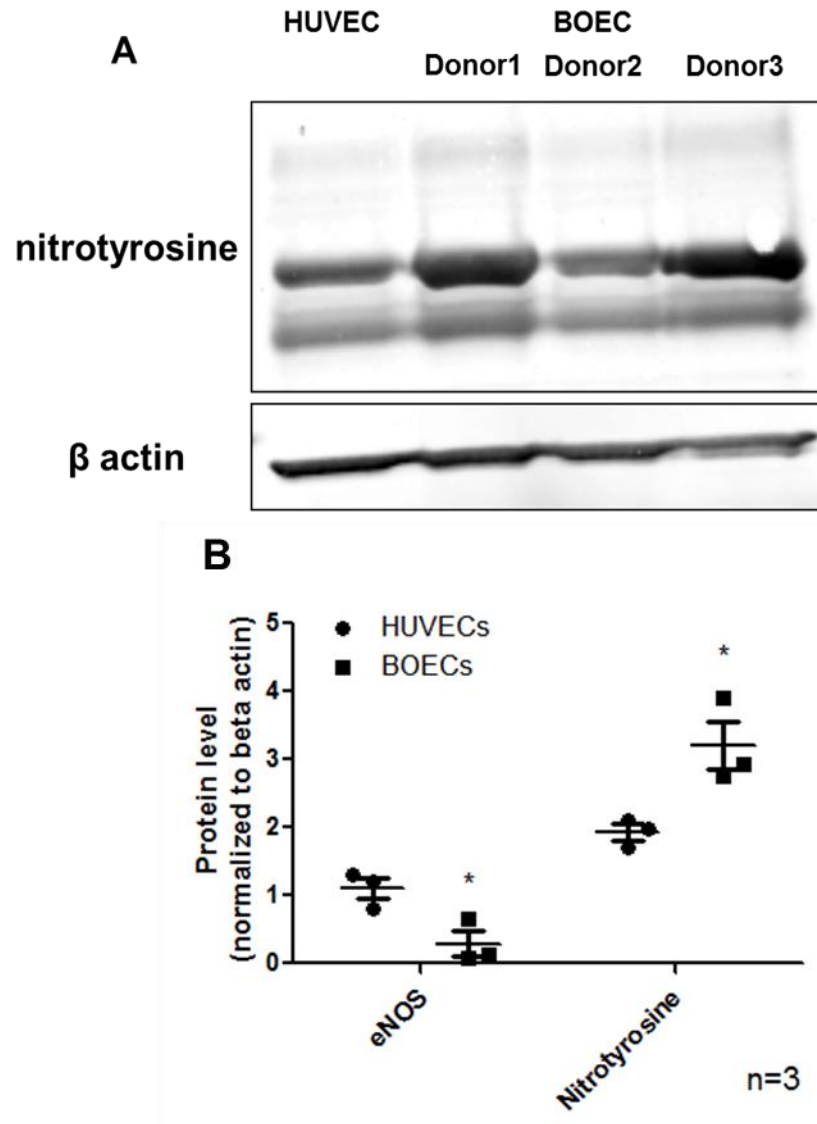 A
HUVEC BOEC
Donor1 Donor2 Donor3
nitrotyrosine
β actin
B
Protein level
(normalized to beta actin)
5
4
3
2
1
0
HUVECs
BOECs
*
*
eNOS
Nitrotyrosine
n=3